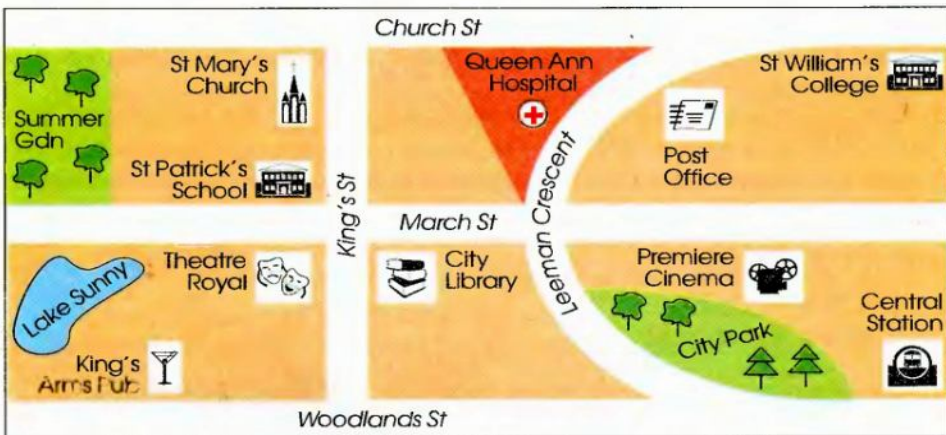 Church St
St Mary's
Church
Queen Ann
Hospital
St William's
College
Summer
Gdn
Post
Office
St Patrick's
School
King's St
March St
Leeman Crescent
Lake Sunny
Theatre
Royal
City
Library
Premiere
Cinema
Central
Station
City Park
King's
Arms Pub
Woodlands St